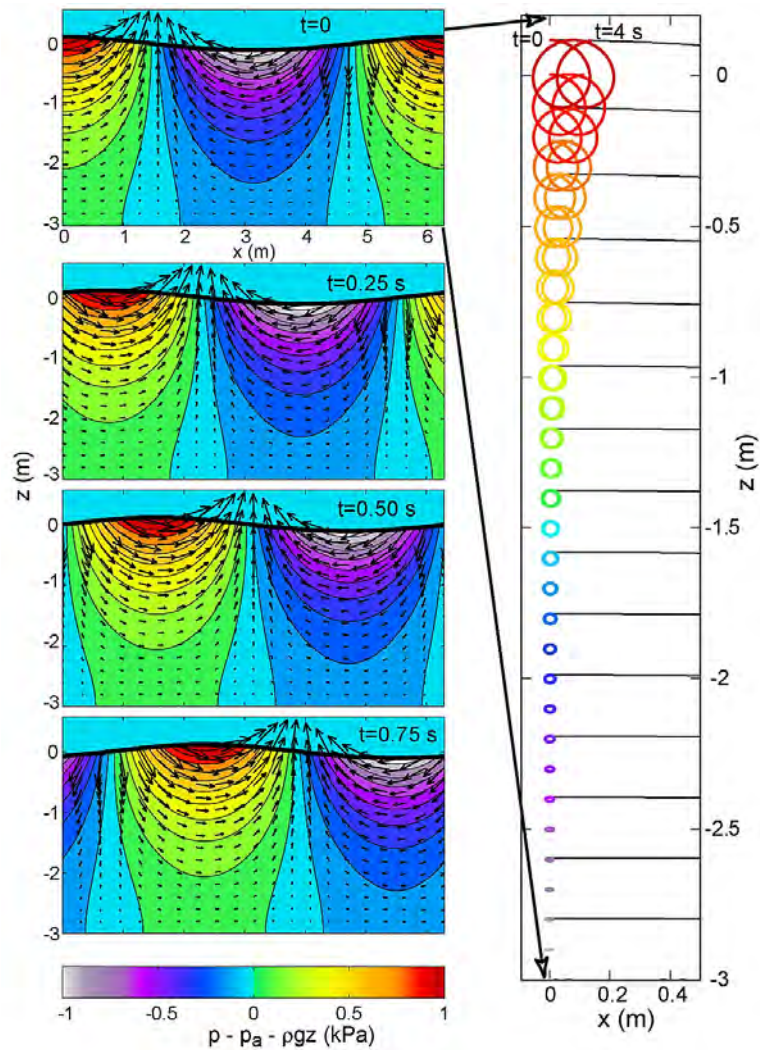 t=0
0
-1
-2
-3
0 1 2 3 4 5 6
x (m)
t=0.25 s
0
-1
-2
-3
t=0.50 s
0
-1
-2
-3
t=0.75 s
0
-1
-2
-3
z (m)
-1 -0.5 0 0.5 1
p - pa - ρgz (kPa)
t=0 t=4 s
0
-0.5
-1
-1.5
-2
-2.5
-3
z (m)
0 0.2 0.4
x (m)